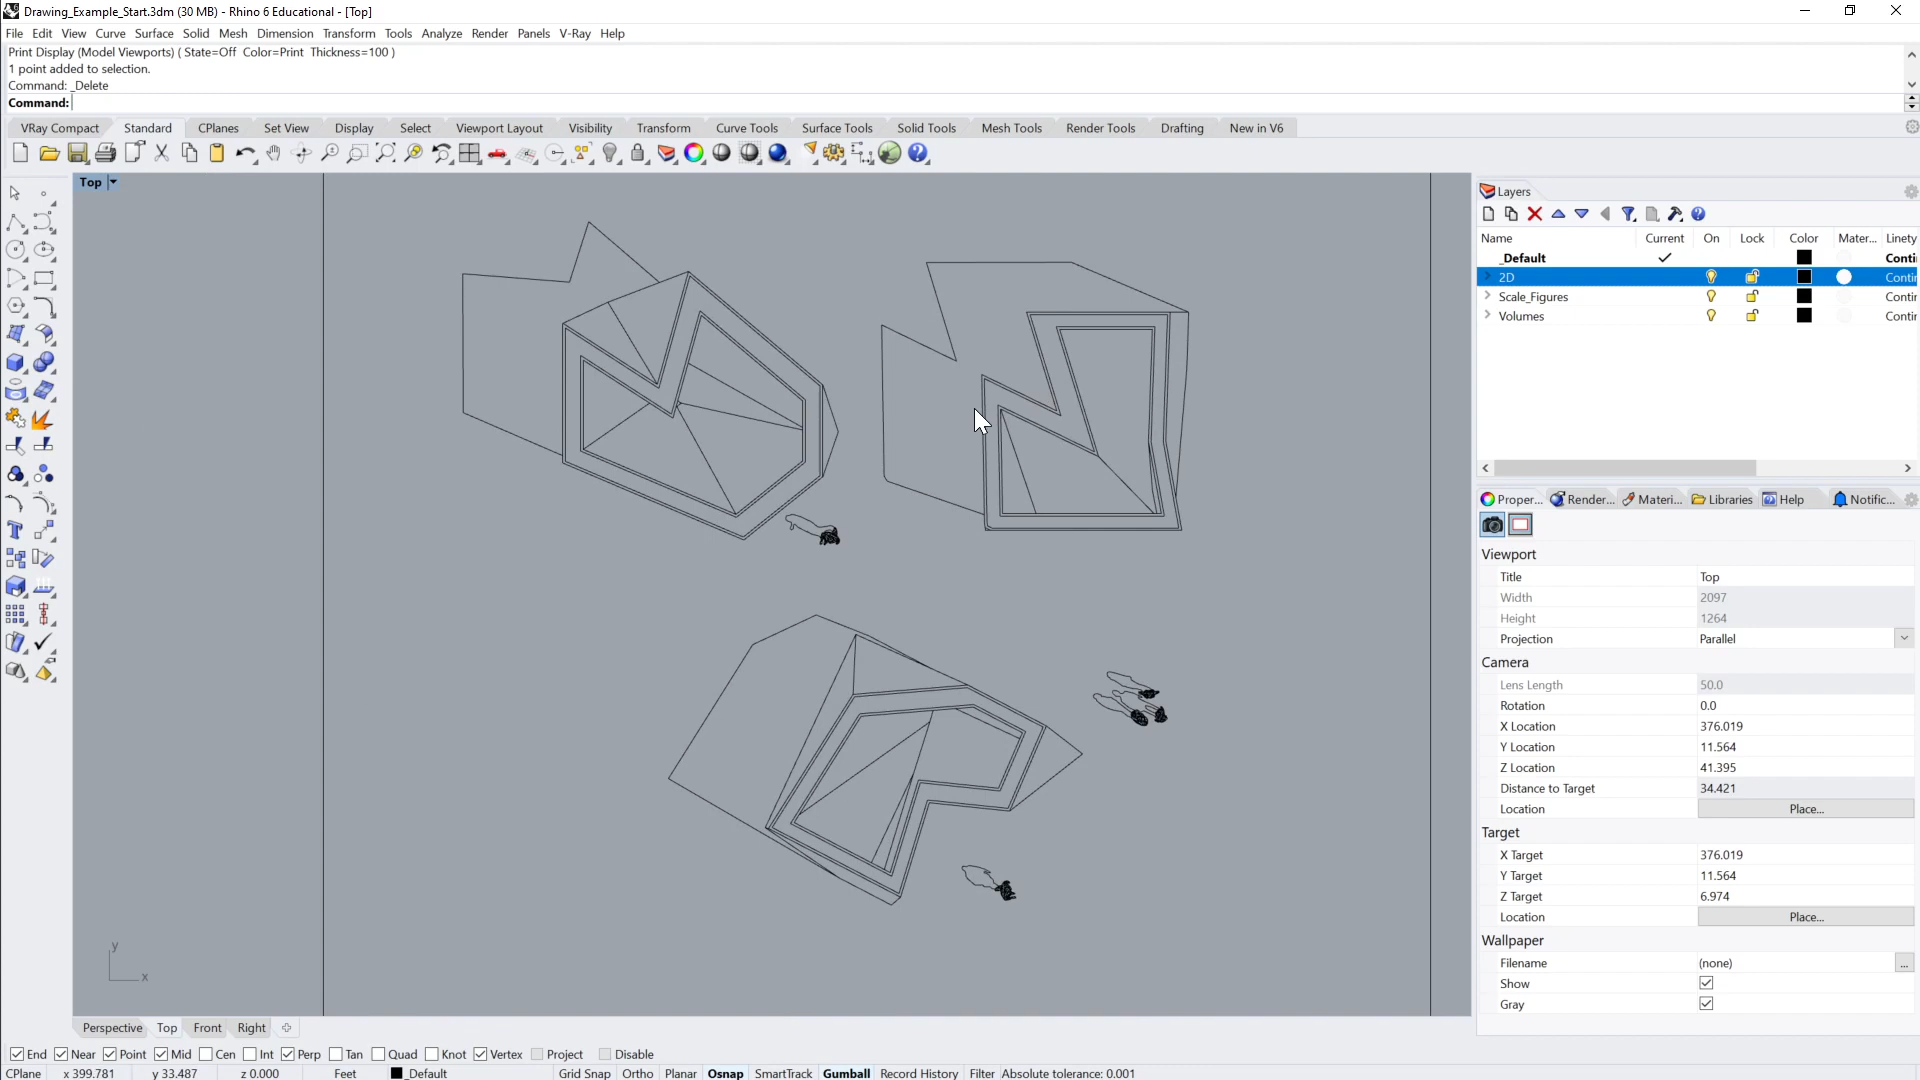 Drawing_Example_Start.3dm (30 MB) - Rhino 6 Educational - [Top]
File Edit View Curve Surface Solid Mesh Dimension Transform Tools Analyze Render Panels V-Ray Help
Print Display (Model Viewports) ( State=Off Color=Print Thickness=100 )
1 point added to selection.
Command: _Delete
Command:
VRay Compact Standard CPlanes Set View Display Select Viewport Layout Visibility Transform Curve Tools Surface Tools Solid Tools Mesh Tools Render Tools Drafting New in V6
Top
Layers
Name Current On Lock Color Mater... Linety
_Default Conti
2D Contir
Scale_Figures Contir
Volumes Contir
Proper... Render... Materi... Libraries Help Notific...
Viewport
Title Top
Width 2097
Height 1264
Projection Parallel
Camera
Lens Length 50.0
Rotation 0.0
X Location 376.019
Y Location 11.564
Z Location 41.395
Distance to Target 34.421
Location Place...
Target
X Target 376.019
Y Target 11.564
Z Target 6.974
Location Place...
Wallpaper
Filename (none) ...
Show
Gray
y
x
Perspective Top Front Right
End Near Point Mid Cen Int Perp Tan Quad Knot Vertex Project Disable
CPlane x 399.781 y 33.487 z 0.000 Feet _Default Grid Snap Ortho Planar Osnap SmartTrack Gumball Record History Filter Absolute tolerance: 0.001